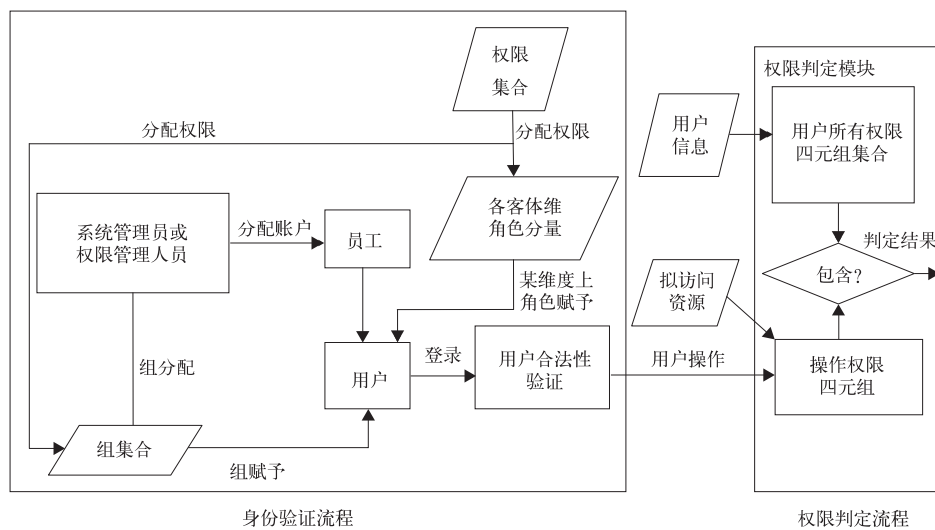 权限
集合
分配权限
分配权限
系统管理员或
权限管理人员
分配账户
员工
各客体维
角色分量
某维度上
角色赋予
组分配
用户
登录
用户合法性
验证
组集合
组赋予
身份验证流程
用户
信息
权限判定模块
用户所有权限
四元组集合
判定结果
包含？
拟访问
资源
用户操作
操作权限
四元组
权限判定流程